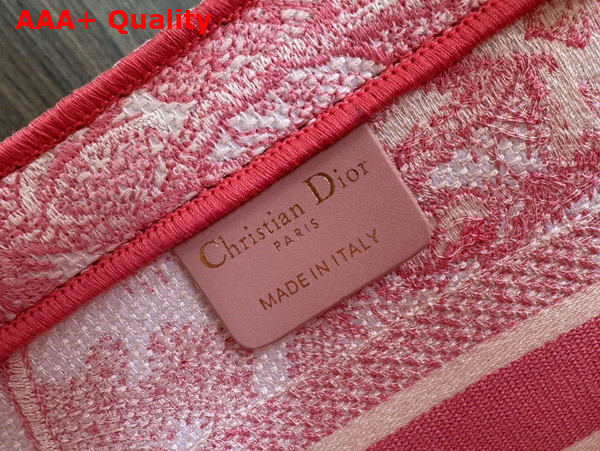 AAA+ Quality
Christian Dior
PARIS
MADE IN ITALY